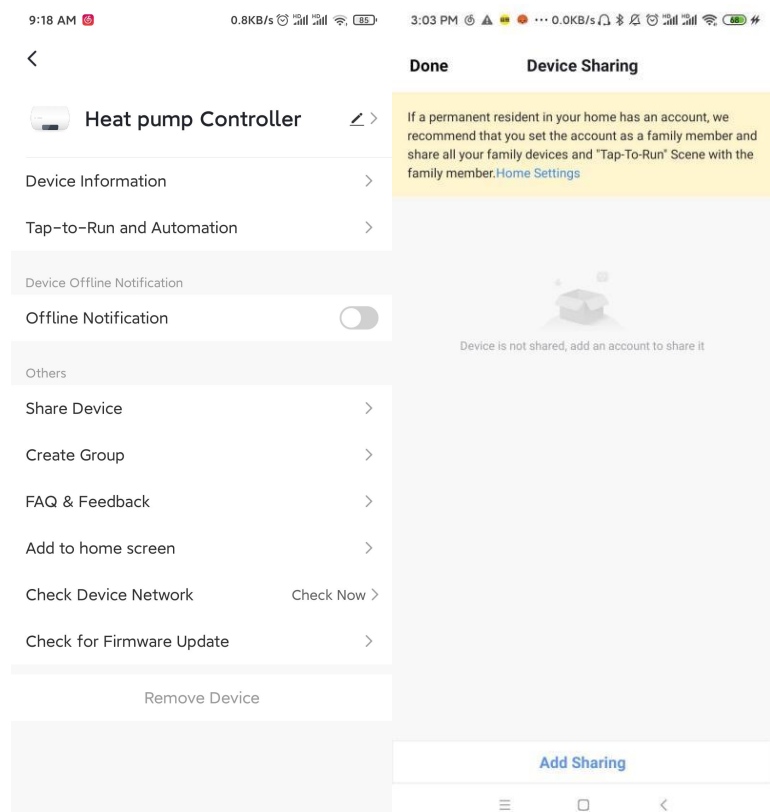 9:18 AM
0.8KB/s
85
Heat pump Controller
Device Information
Tap-to-Run and Automation
Device Offline Notification
Offline Notification
Others
Share Device
Create Group
FAQ & Feedback
Add to home screen
Check Device Network Check Now
Check for Firmware Update
Remove Device
3:03 PM
0.0KB/s
68
Done Device Sharing
If a permanent resident in your home has an account, we
recommend that you set the account as a family member and
share all your family devices and "Tap-To-Run" Scene with the
family member.Home Settings
Device is not shared, add an account to share it
Add Sharing